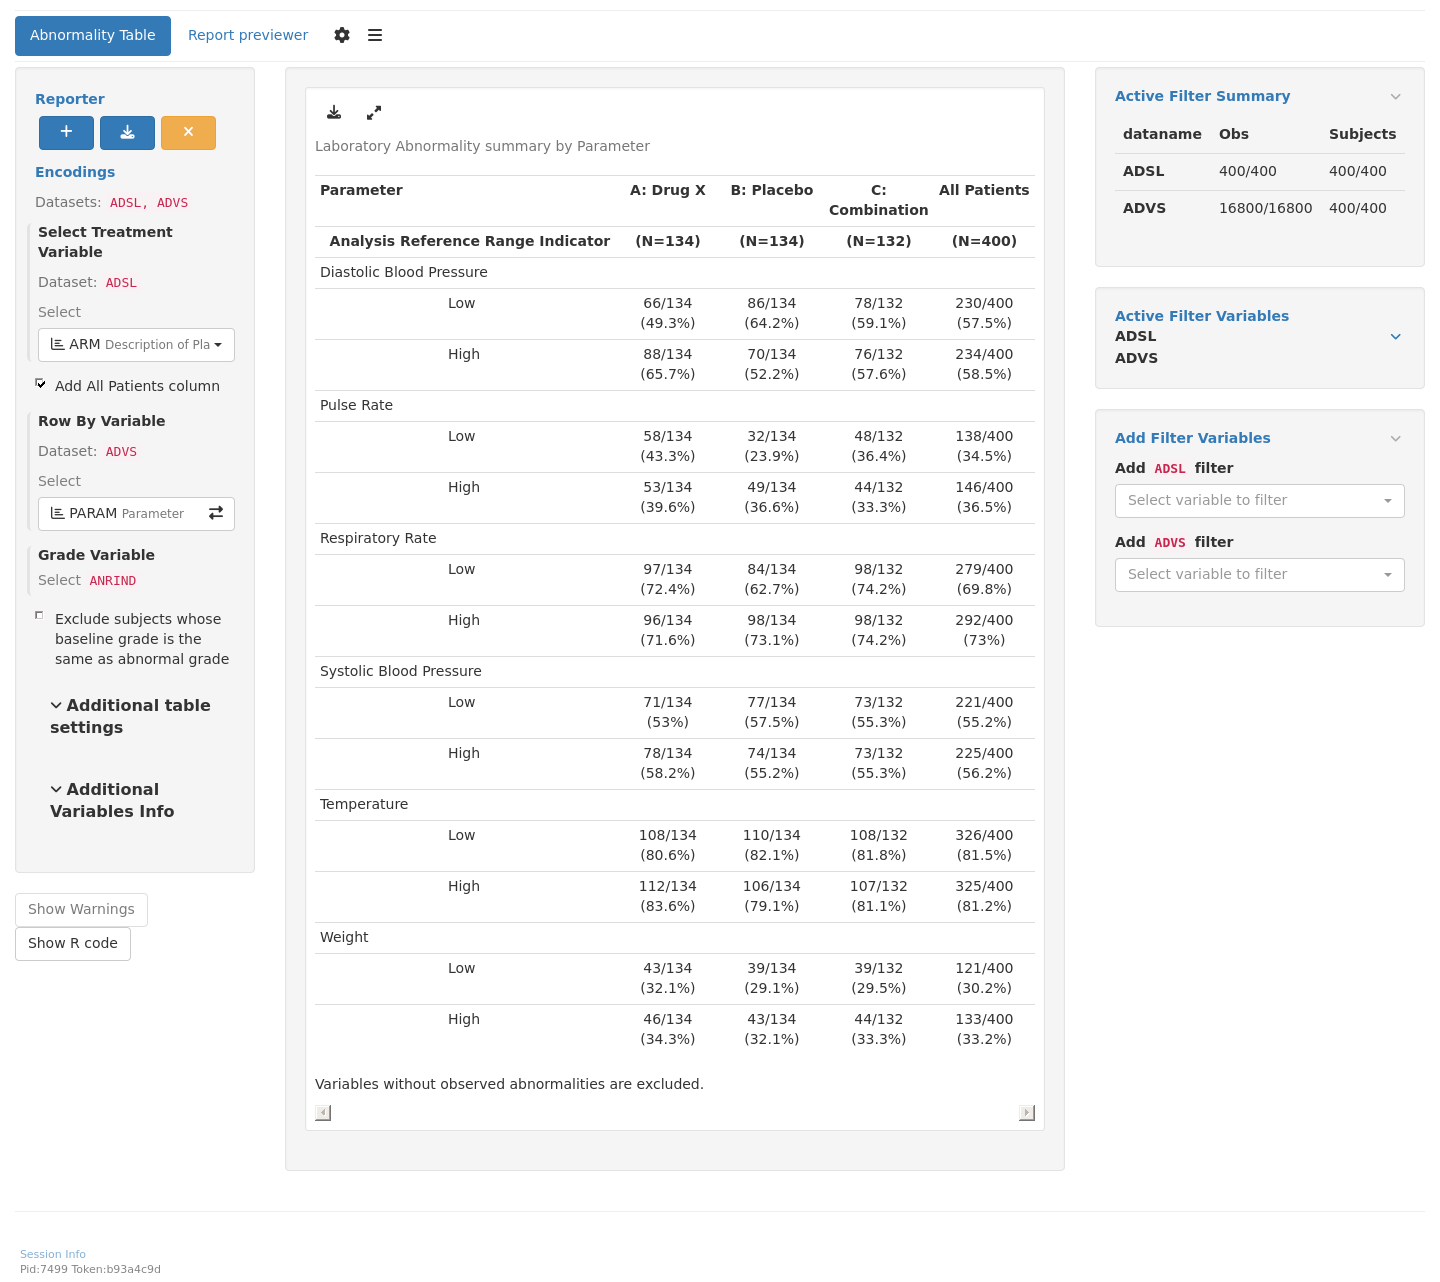 Abnormality Table
Report previewer
Reporter
Encodings
Datasets: ADSL, ADVS
Select Treatment
Variable
Dataset: ADSL
Select
ARM Description of Pla
Add All Patients column
Row By Variable
Dataset: ADVS
Select
PARAM Parameter
Grade Variable
Select ANRIND
Exclude subjects whose
baseline grade is the
same as abnormal grade
Additional table
settings
Additional
Variables Info
Show Warnings
Show R code
Laboratory Abnormality summary by Parameter
Parameter A: Drug X B: Placebo C: All Patients
Combination
Analysis Reference Range Indicator (N=134) (N=134) (N=132) (N=400)
Diastolic Blood Pressure
Low 66/134 86/134 78/132 230/400
(49.3%) (64.2%) (59.1%) (57.5%)
High 88/134 70/134 76/132 234/400
(65.7%) (52.2%) (57.6%) (58.5%)
Pulse Rate
Low 58/134 32/134 48/132 138/400
(43.3%) (23.9%) (36.4%) (34.5%)
High 53/134 49/134 44/132 146/400
(39.6%) (36.6%) (33.3%) (36.5%)
Respiratory Rate
Low 97/134 84/134 98/132 279/400
(72.4%) (62.7%) (74.2%) (69.8%)
High 96/134 98/134 98/132 292/400
(71.6%) (73.1%) (74.2%) (73%)
Systolic Blood Pressure
Low 71/134 77/134 73/132 221/400
(53%) (57.5%) (55.3%) (55.2%)
High 78/134 74/134 73/132 225/400
(58.2%) (55.2%) (55.3%) (56.2%)
Temperature
Low 108/134 110/134 108/132 326/400
(80.6%) (82.1%) (81.8%) (81.5%)
High 112/134 106/134 107/132 325/400
(83.6%) (79.1%) (81.1%) (81.2%)
Weight
Low 43/134 39/134 39/132 121/400
(32.1%) (29.1%) (29.5%) (30.2%)
High 46/134 43/134 44/132 133/400
(34.3%) (32.1%) (33.3%) (33.2%)
Variables without observed abnormalities are excluded.
Active Filter Summary
dataname Obs Subjects
ADSL 400/400 400/400
ADVS 16800/16800 400/400
Active Filter Variables
ADSL
ADVS
Add Filter Variables
Add ADSL filter
Select variable to filter
Add ADVS filter
Select variable to filter
Session Info
Pid:7499 Token:b93a4c9d